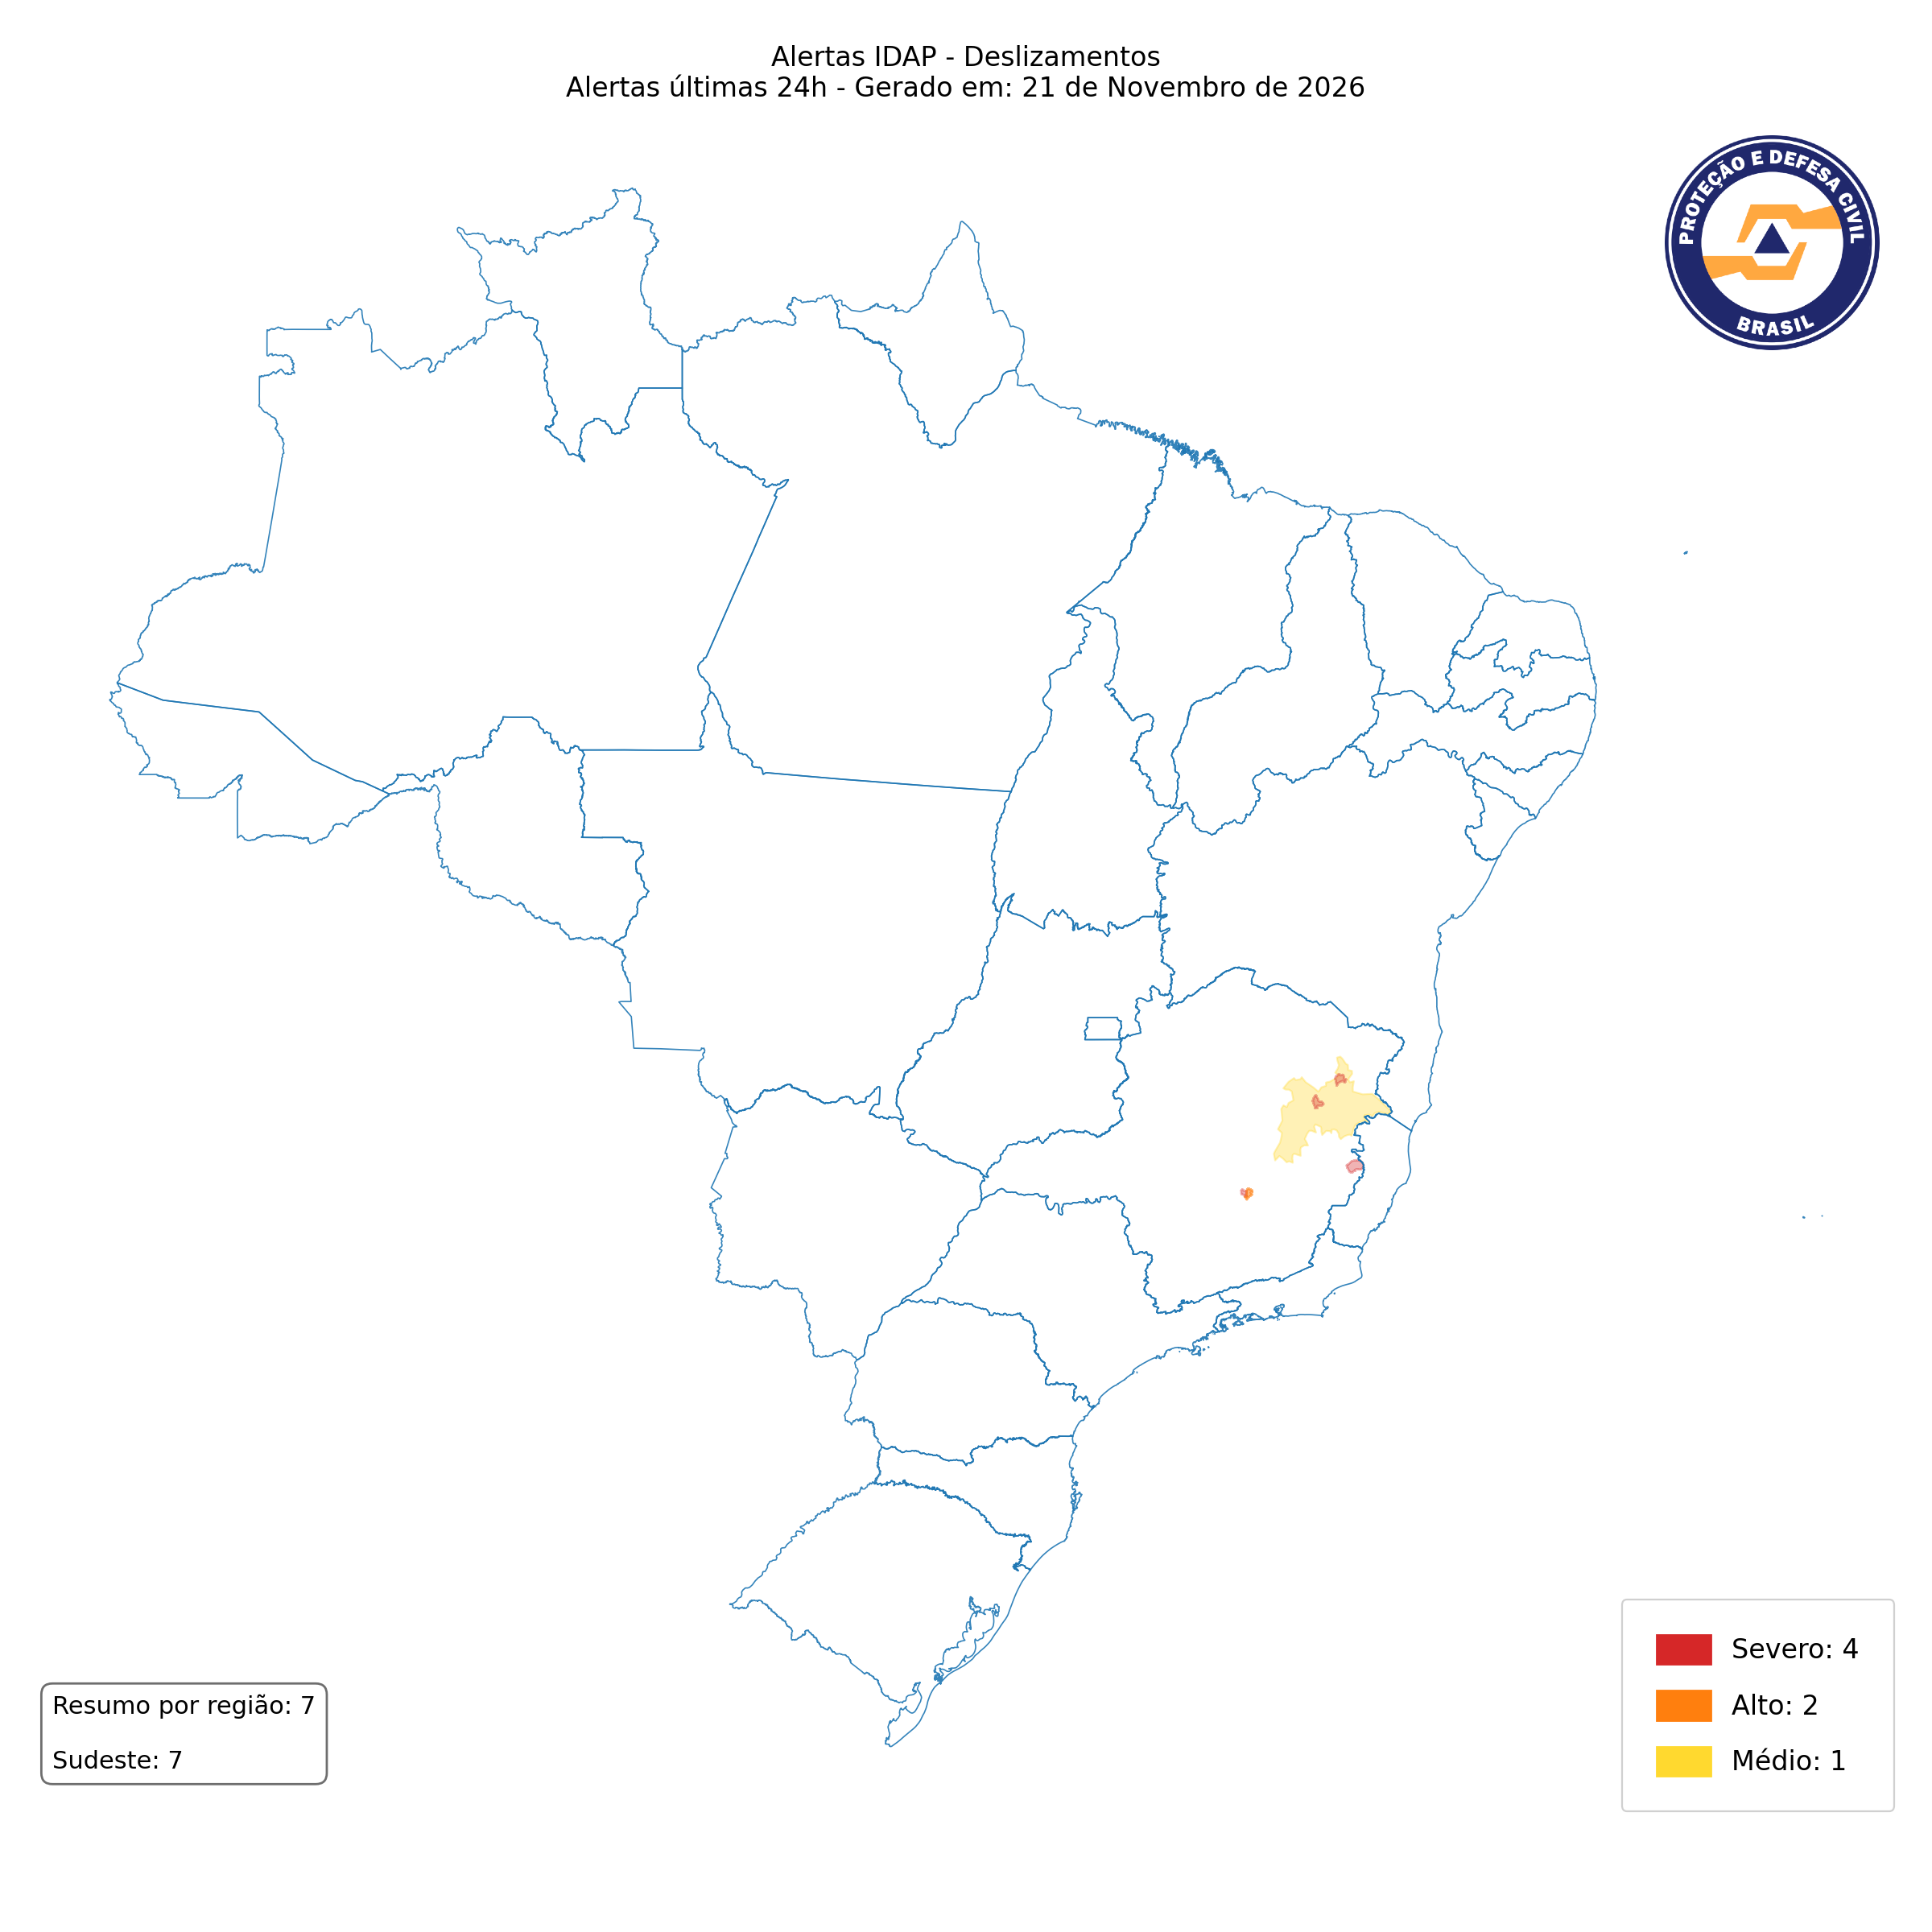 Alertas IDAP - Deslizamentos
Alertas últimas 24h - Gerado em: 21 de Novembro de 2026
PROTEÇÃO E DEFESA CIVIL
BRASIL
Severo: 4
Alto: 2
Médio: 1
Resumo por região: 7
Sudeste: 7